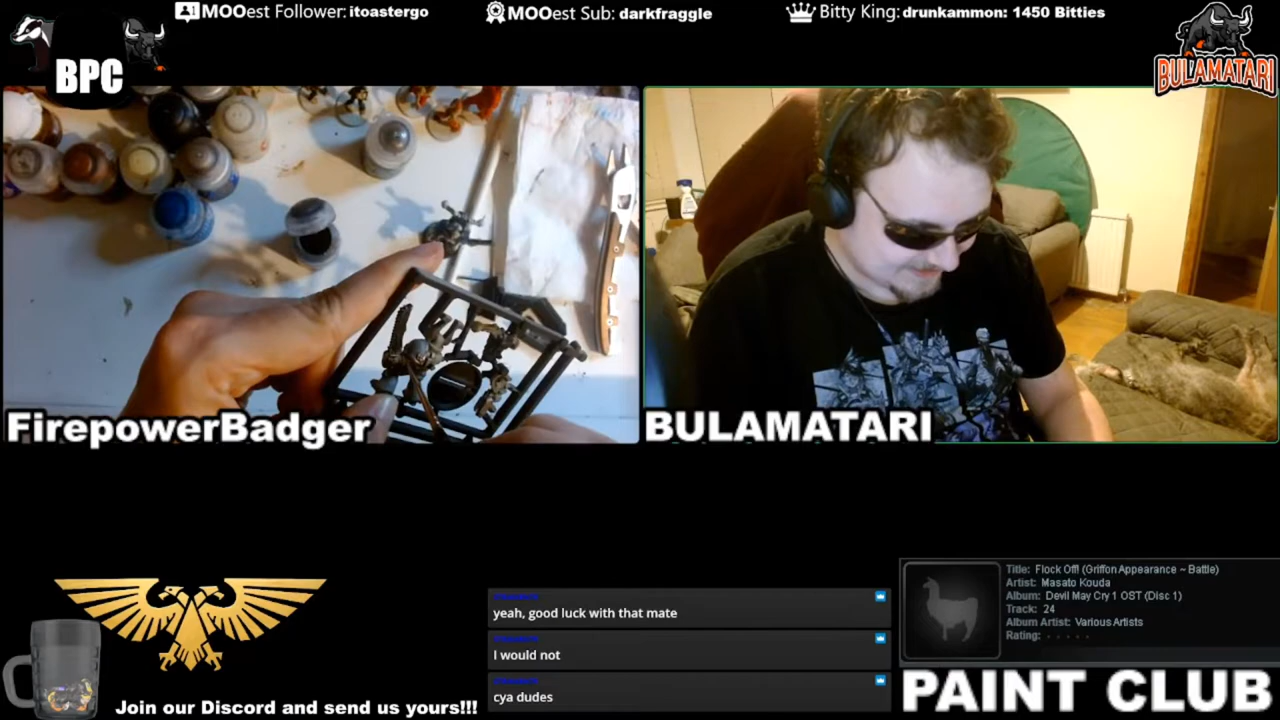 MOOest Follower: itoastergo
MOOest Sub: darkfraggle
Bitty King: drunkammon: 1450 Bitties
BPC
BULAMATARI
FirepowerBadger
BULAMATARI
yeah, good luck with that mate
I would not
cya dudes
Title: Flock Off! (Griffon Appearance ~ Battle)
Artist: Masato Kouda
Album: Devil May Cry 1 OST (Disc 1)
Track: 24
Album Artist: Various Artists
Rating:
PAINT CLUB
Join our Discord and send us yours!!!